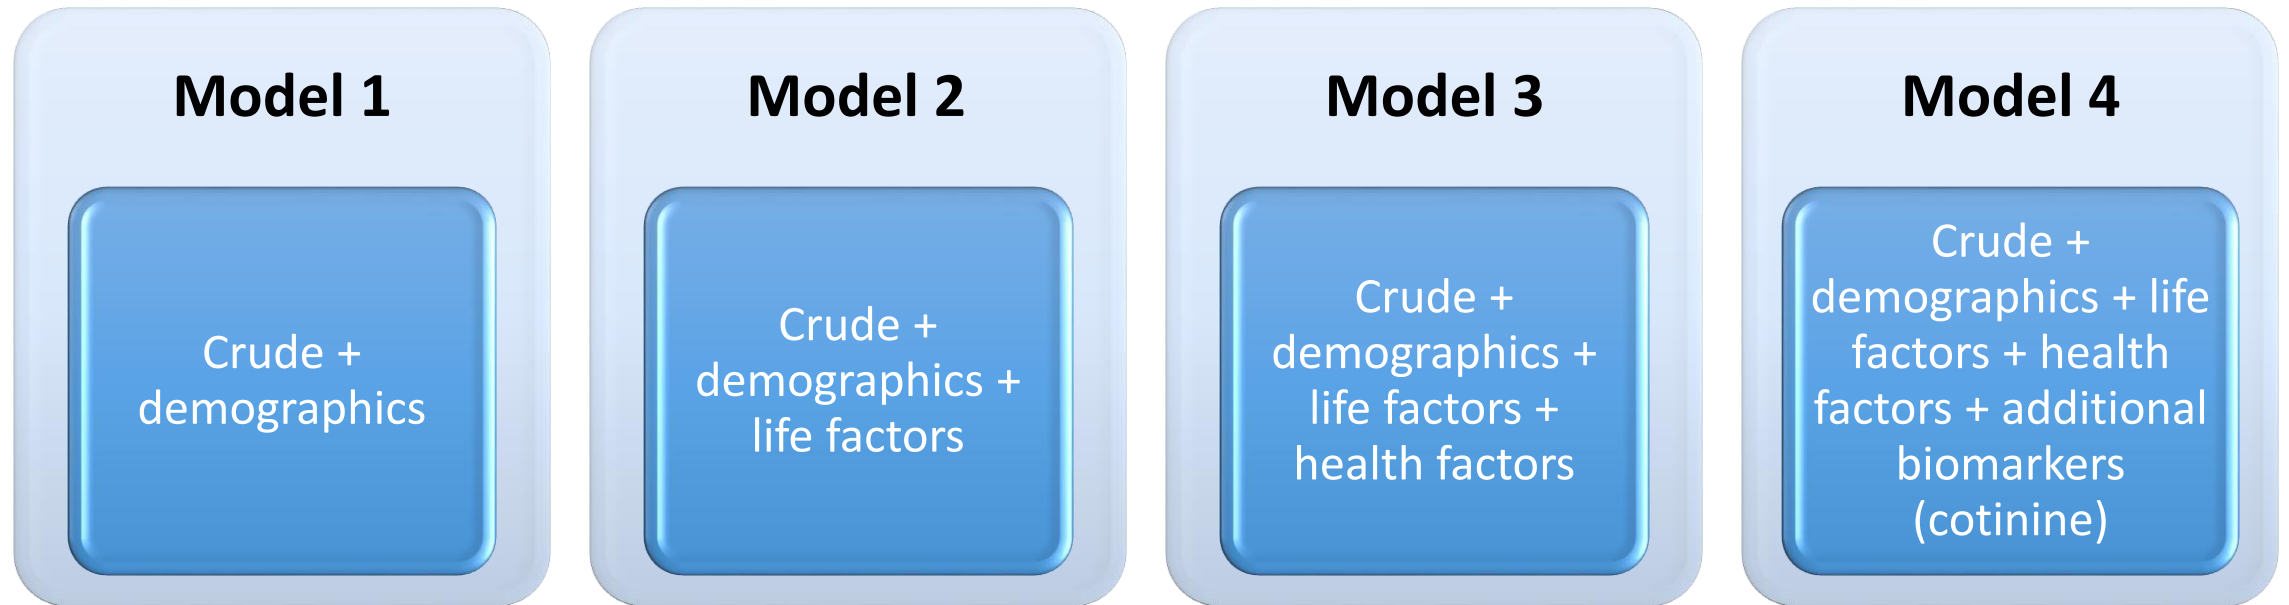 Model 1
Crude +
demographics
Model 2
Crude +
demographics +
life factors
Model 3
Crude +
demographics +
life factors +
health factors
Model 4
Crude +
demographics + life
factors + health
factors + additional
biomarkers
(cotinine)